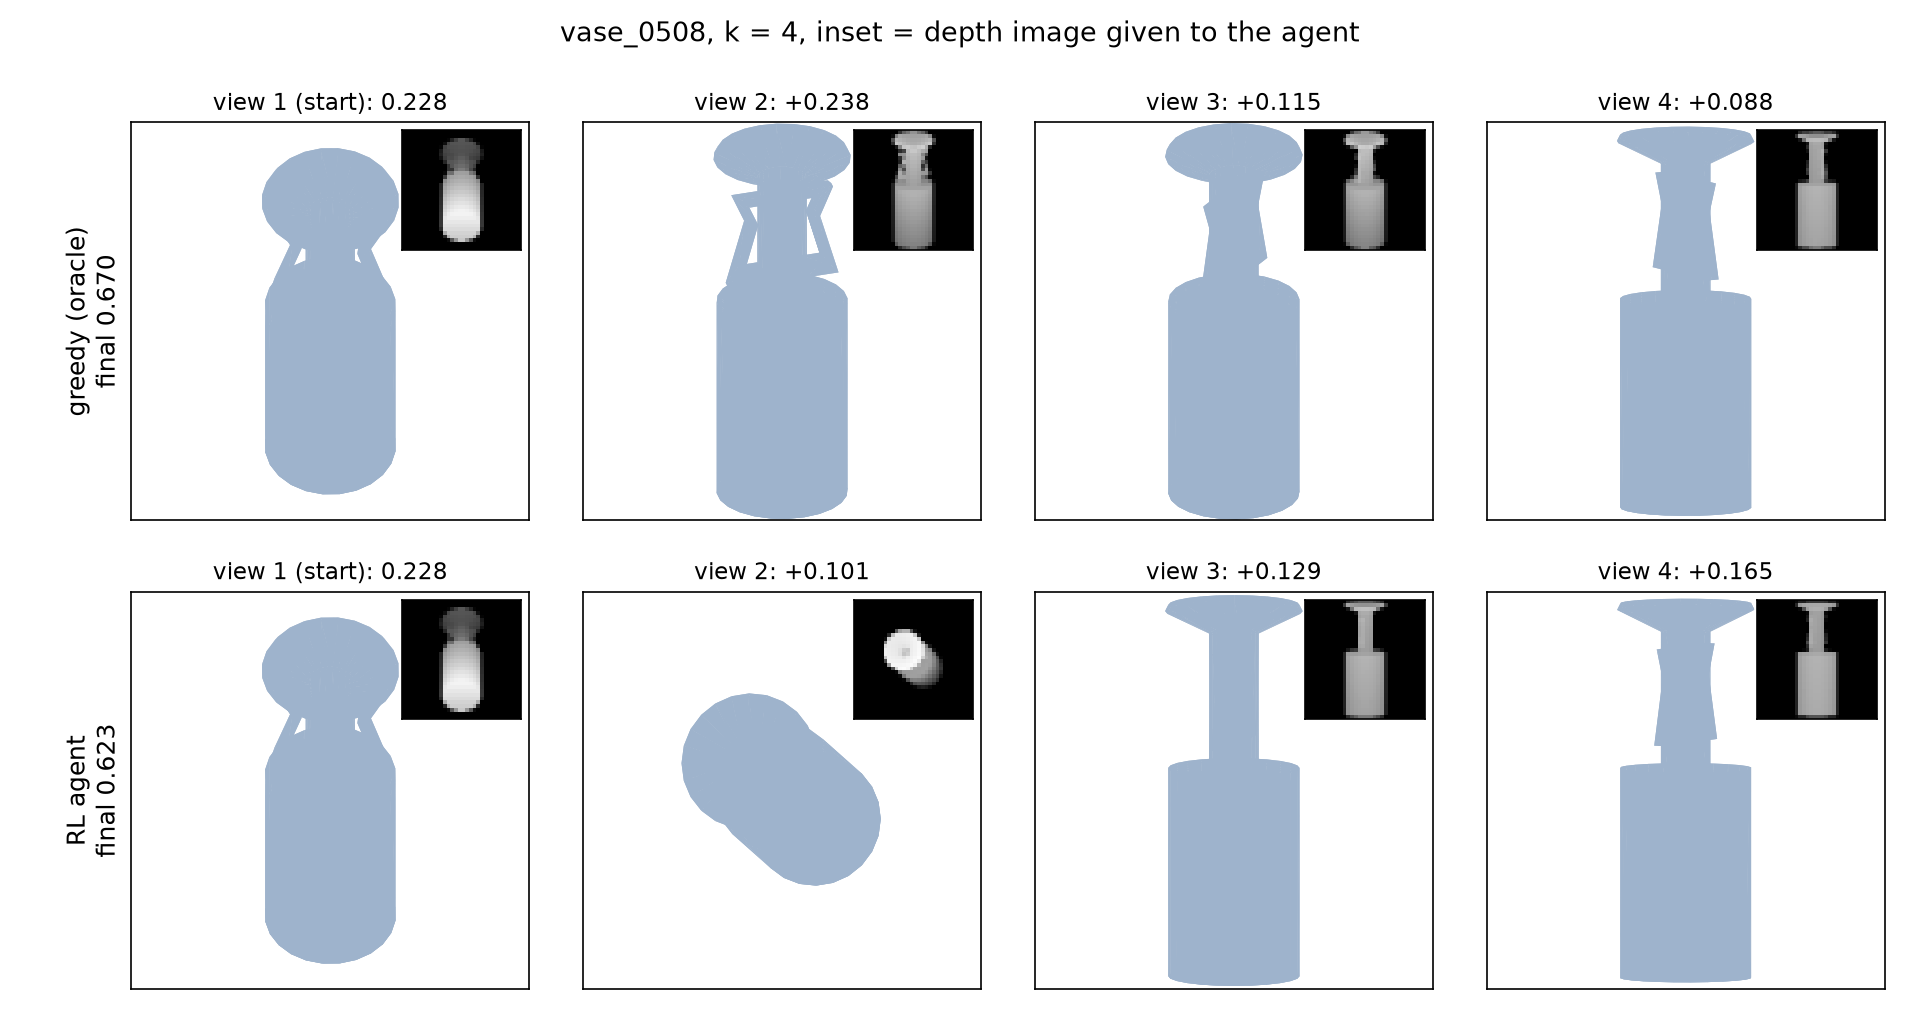 vase_0508, k = 4, inset = depth image given to the agent
view 1 (start): 0.228
view 2: +0.238
view 3: +0.115
view 4: +0.088
greedy (oracle)
final 0.670
view 1 (start): 0.228
view 2: +0.101
view 3: +0.129
view 4: +0.165
RL agent
final 0.623